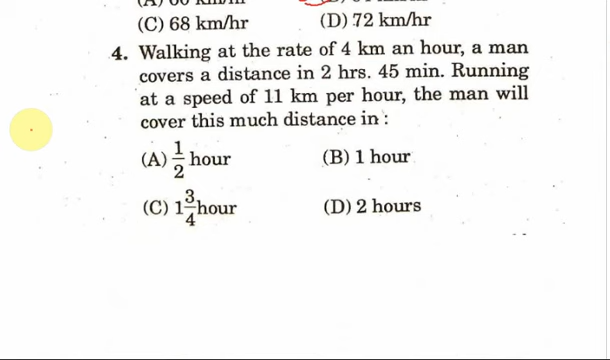 (C) 68 km/hr (D) 72 km/hr
4. Walking at the rate of 4 km an hour, a man
covers a distance in 2 hrs. 45 min. Running
at a speed of 11 km per hour, the man will
cover this much distance in :
(A) 1/2 hour (B) 1 hour
(C) 1 3/4 hour (D) 2 hours